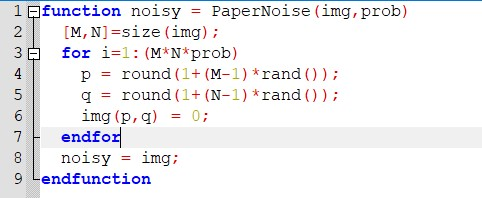 1 function noisy = PaperNoise(img,prob)
2 [M,N]=size(img);
3 for i=1:(M*N*prob)
4 p = round(1+(M-1)*rand());
5 q = round(1+(N-1)*rand());
6 img(p,q) = 0;
7 endfor
8 noisy = img;
9 endfunction